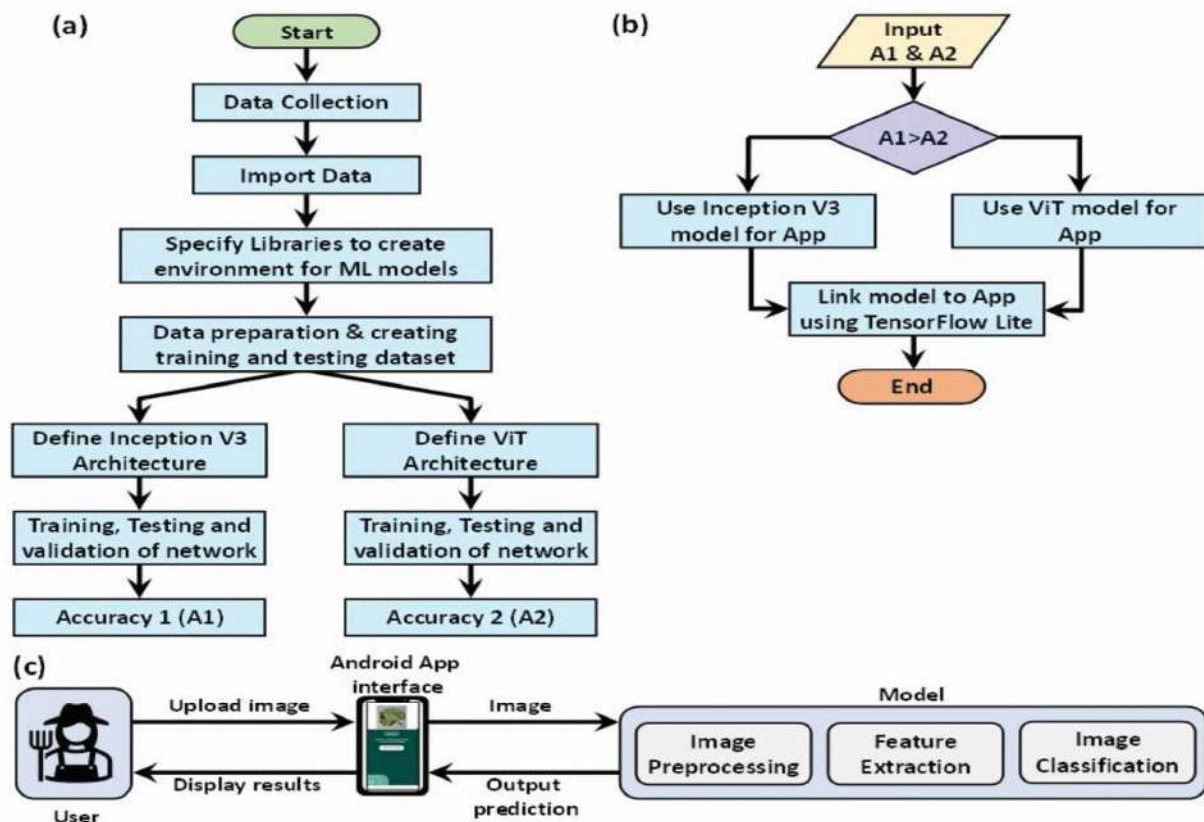 (a)
Start
Data Collection
Import Data
Specify Libraries to create
environment for ML models
Data preparation & creating
training and testing dataset
Define Inception V3
Architecture
Training, Testing and
validation of network
Accuracy 1 (A1)
Define ViT
Architecture
Training, Testing and
validation of network
Accuracy 2 (A2)
(b)
Input
A1 & A2
A1>A2
Use Inception V3
model for App
Use ViT model for
App
Link model to App
using TensorFlow Lite
End
(c)
User
Upload image
Display results
Android App
interface
Image
Output
prediction
Model
Image
Preprocessing
Feature
Extraction
Image
Classification